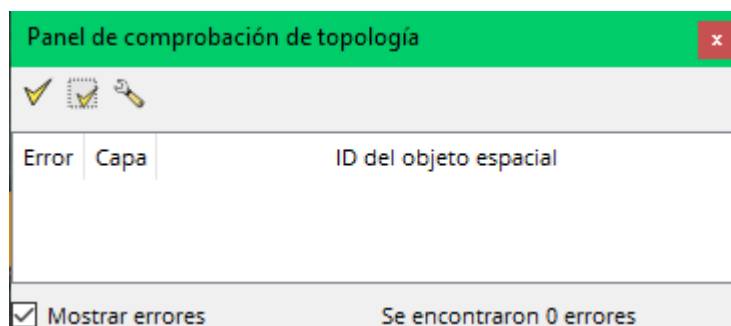 Panel de comprobación de topología
x
Error Capa ID del objeto espacial
Mostrar errores Se encontraron 0 errores